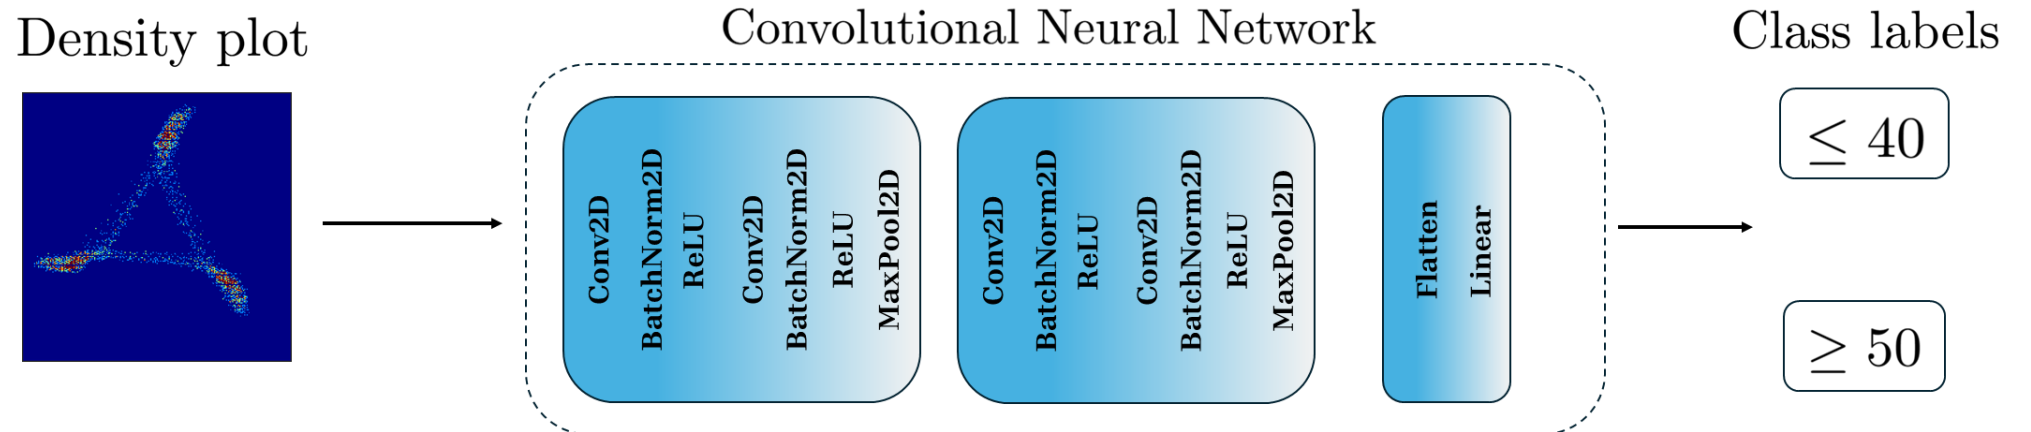 Density plot
Convolutional Neural Network
Class labels
Conv2D
BatchNorm2D
ReLU
Conv2D
BatchNorm2D
ReLU
MaxPool2D
Conv2D
BatchNorm2D
ReLU
Conv2D
BatchNorm2D
ReLU
MaxPool2D
Flatten
Linear
≤ 40
≥ 50